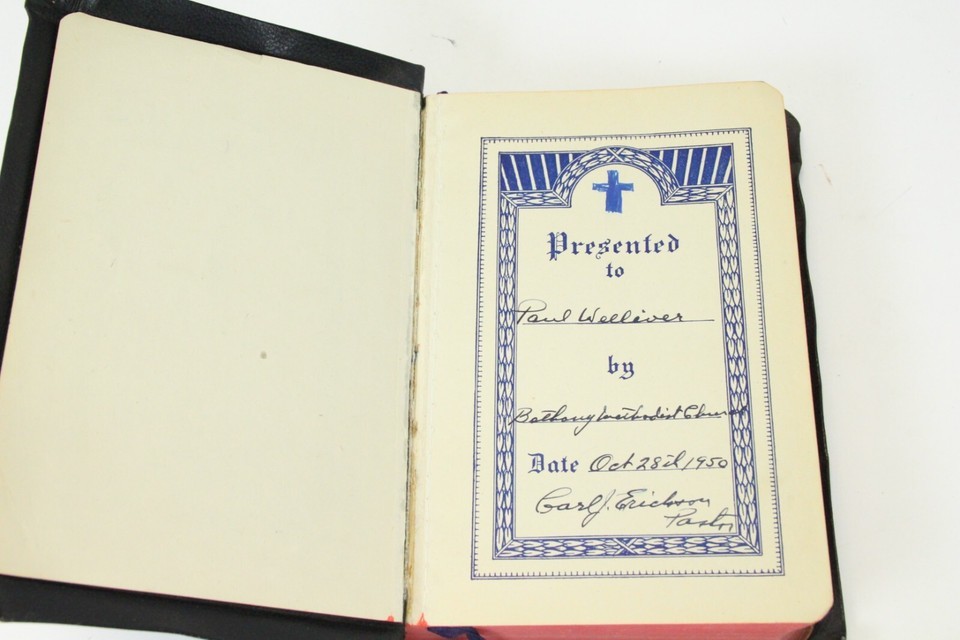 Presented
to
Paul Welliver
by
Bethany Methodist Church
Date Oct 28th 1950
Carl J. Erickson
Pastor